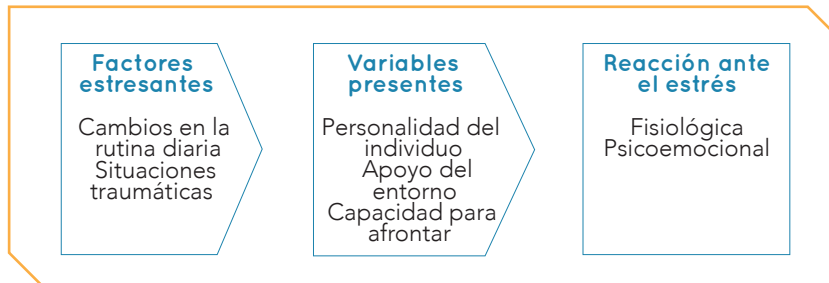 Factores
estresantes
Cambios en la
rutina diaria
Situaciones
traumáticas
Variables
presentes
Personalidad del
individuo
Apoyo del
entorno
Capacidad para
afrontar
Reacción ante
el estrés
Fisiológica
Psicoemocional